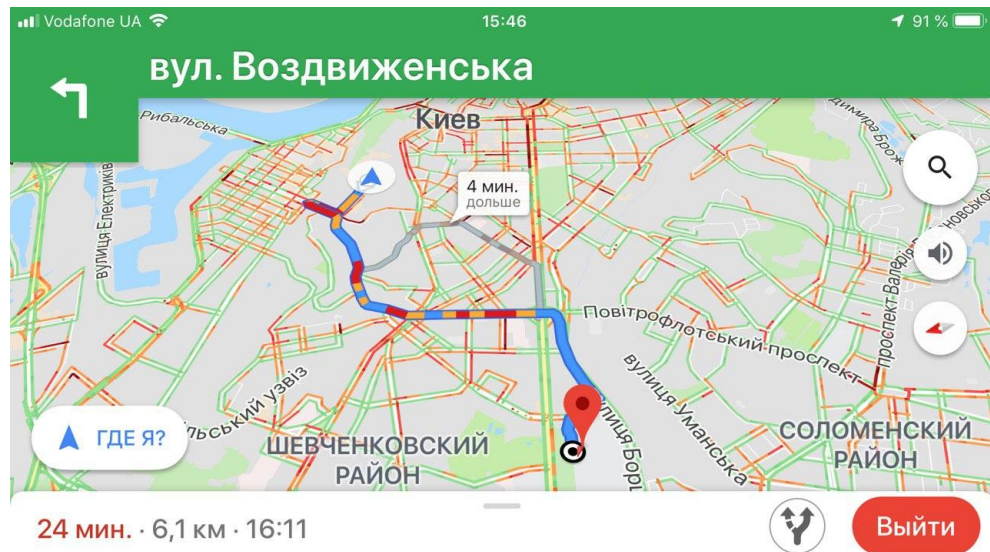 Vodafone UA 15:46 91 %
вул. Воздвиженська
Рибальська
Киев
4 мин.
дольше
вулиця Електриків
Повітрофлотський проспект
вулиця Уманська
ШЕВЧЕНКОВСКИЙ
РАЙОН
СОЛОМЕНСКИЙ
РАЙОН
ГДЕ Я?
24 мин. · 6,1 км · 16:11
Выйти